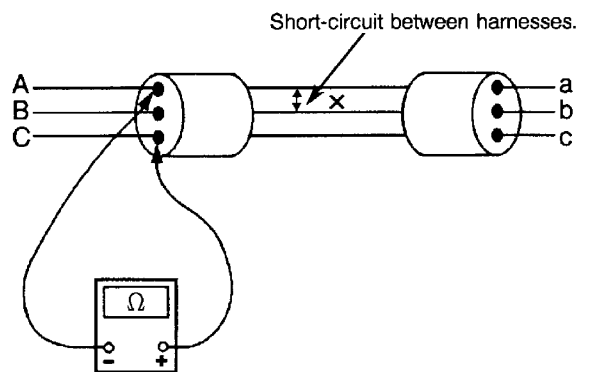 Short-circuit between harnesses.
A
a
B
b
C
c
×
Ω
- +